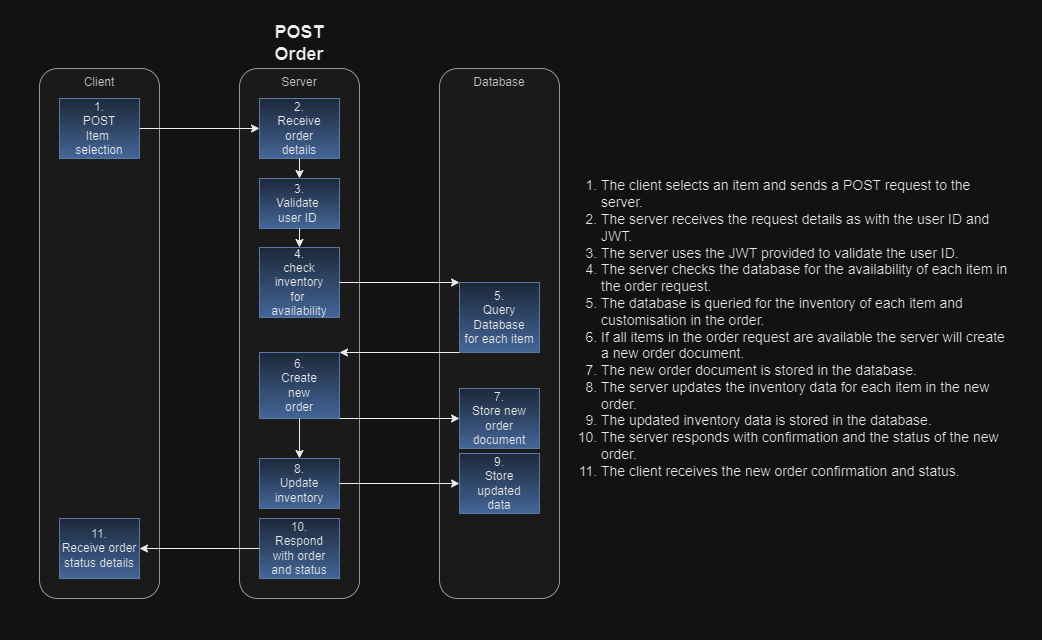 POST
Order
Client
Server
Database
1.
POST
Item
selection
2.
Receive
order
details
3.
Validate
user ID
4.
check
inventory
for
availability
5.
Query
Database
for each item
6.
Create
new
order
7.
Store new
order
document
8.
Update
inventory
9.
Store
updated
data
10.
Respond
with order
and status
11.
Receive order
status details
1. The client selects an item and sends a POST request to the
server.
2. The server receives the request details as with the user ID and
JWT.
3. The server uses the JWT provided to validate the user ID.
4. The server checks the database for the availability of each item in
the order request.
5. The database is queried for the inventory of each item and
customisation in the order.
6. If all items in the order request are available the server will create
a new order document.
7. The new order document is stored in the database.
8. The server updates the inventory data for each item in the new
order.
9. The updated inventory data is stored in the database.
10. The server responds with confirmation and the status of the new
order.
11. The client receives the new order confirmation and status.